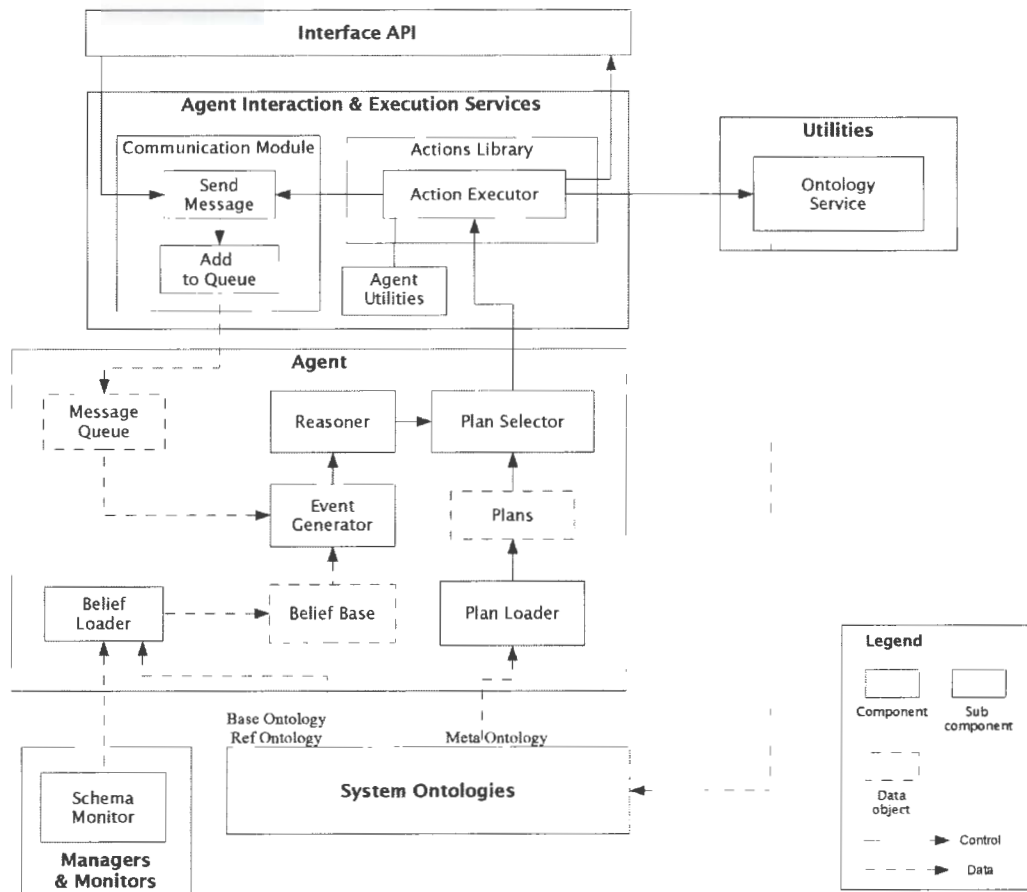 Interface API
Agent Interaction & Execution Services
Communication Module
Actions Library
Utilities
Send
Message
Action Executor
Ontology
Service
Add
to Queue
Agent
Utilities
Agent
Message
Queue
Reasoner
Plan Selector
Event
Generator
Plans
Belief
Loader
Belief Base
Plan Loader
Base Ontology
Ref Ontology
Meta Ontology
System Ontologies
Schema
Monitor
Managers
& Monitors
Legend
Component
Sub
component
Data
object
Control
Data